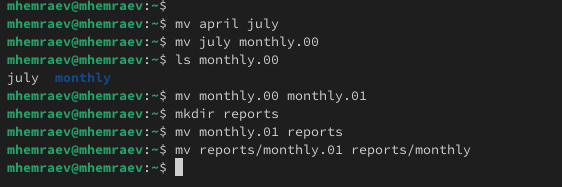 mhemraev@mhemraev:~$
mhemraev@mhemraev:~$ mv april july
mhemraev@mhemraev:~$ mv july monthly.00
mhemraev@mhemraev:~$ ls monthly.00
july  monthly
mhemraev@mhemraev:~$ mv monthly.00 monthly.01
mhemraev@mhemraev:~$ mkdir reports
mhemraev@mhemraev:~$ mv monthly.01 reports
mhemraev@mhemraev:~$ mv reports/monthly.01 reports/monthly
mhemraev@mhemraev:~$